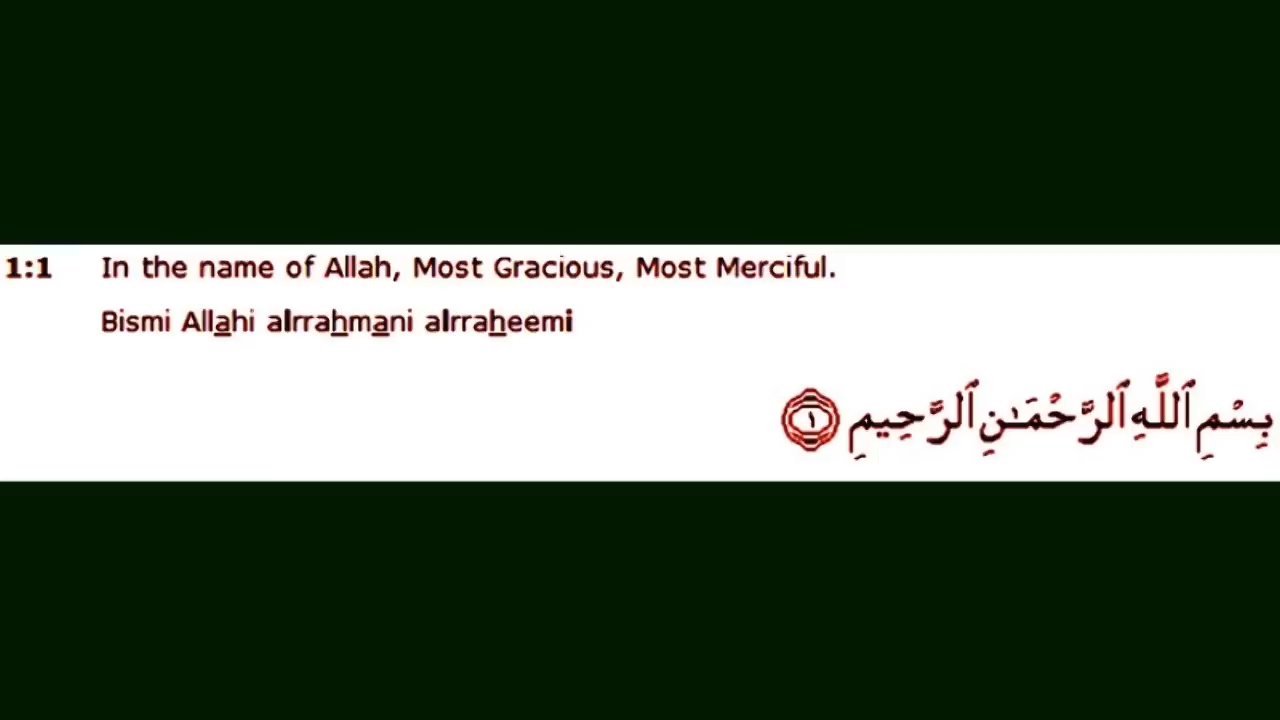 1:1 In the name of Allah, Most Gracious, Most Merciful.
Bismi Allahi alrrahmani alrraheemi
بِسْمِ ٱللَّهِ ٱلرَّحْمَـٰنِ ٱلرَّحِيمِ ١